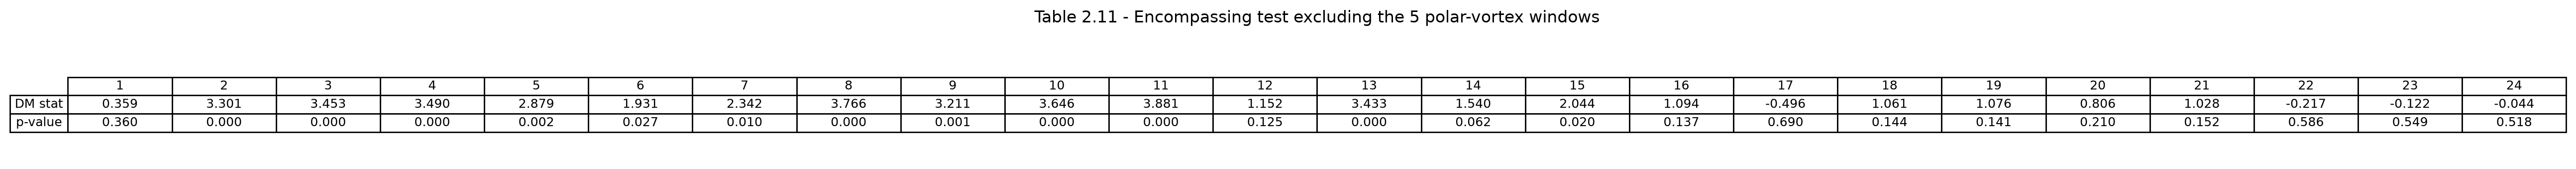 Table 2.11 - Encompassing test excluding the 5 polar-vortex windows
1 2 3 4 5 6 7 8 9 10 11 12 13 14 15 16 17 18 19 20 21 22 23 24
DM stat 0.359 3.301 3.453 3.490 2.879 1.931 2.342 3.766 3.211 3.646 3.881 1.152 3.433 1.540 2.044 1.094 -0.496 1.061 1.076 0.806 1.028 -0.217 -0.122 -0.044
p-value 0.360 0.000 0.000 0.000 0.002 0.027 0.010 0.000 0.001 0.000 0.000 0.125 0.000 0.062 0.020 0.137 0.690 0.144 0.141 0.210 0.152 0.586 0.549 0.518